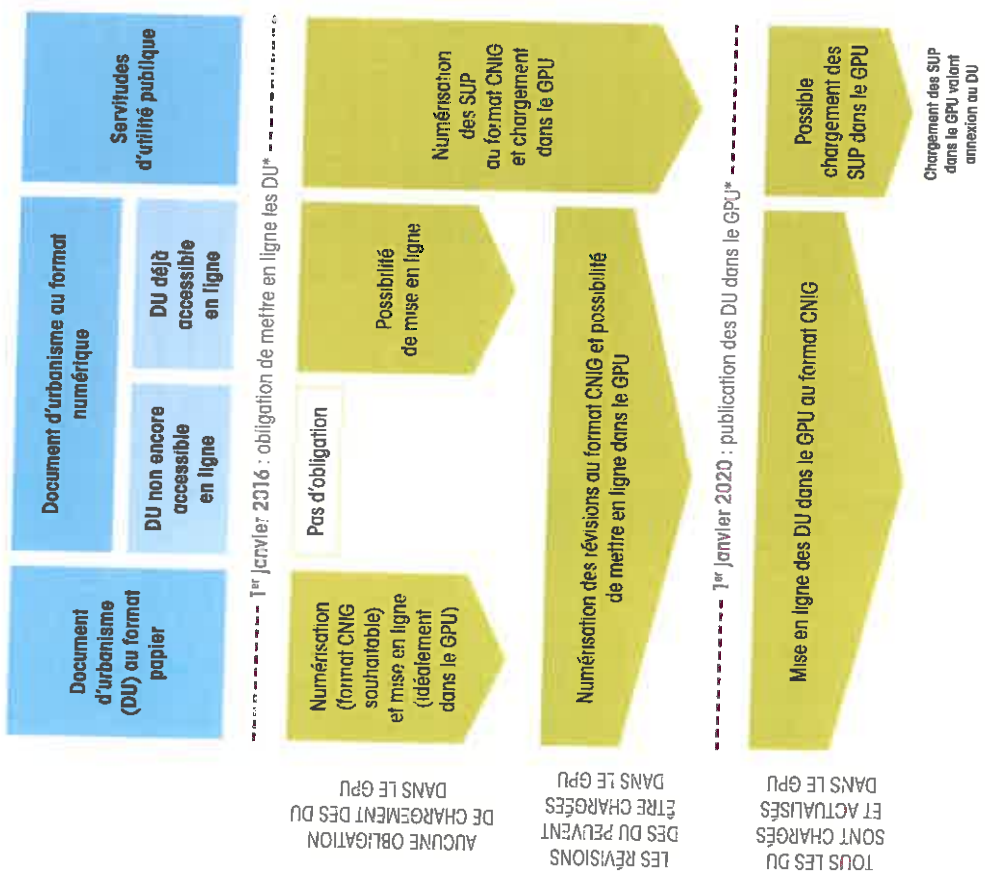 Document
d'urbanisme
(DU) au format
papier
Document d'urbanisme au format
numérique
DU non encore
accessible
en ligne
DU déjà
accessible
en ligne
Servitudes
d'utilité publique
1er janvier 2016 : obligation de mettre en ligne les DU*
AUCUNE OBLIGATION
DE CHARGEMENT DES DU
DANS LE GPU
Numérisation
(format CNIG
souhaitable)
et mise en ligne
(idéalement
dans le GPU)
Pas d'obligation
Possibilité
de mise en ligne
Numérisation
des SUP
au format CNIG
et chargement
dans le GPU
LES RÉVISIONS
DES DU PEUVENT
ÊTRE CHARGÉES
DANS LE GPU
Numérisation des révisions au format CNIG et possibilité
de mettre en ligne dans le GPU
1er janvier 2020 : publication des DU dans le GPU*
TOUS LES DU
SONT CHARGÉS
ET ACTUALISÉS
DANS LE GPU
Mise en ligne des DU dans le GPU au format CNIG
Possible
chargement des
SUP dans le GPU
Chargement des SUP
dans le GPU valant
annexion au DU